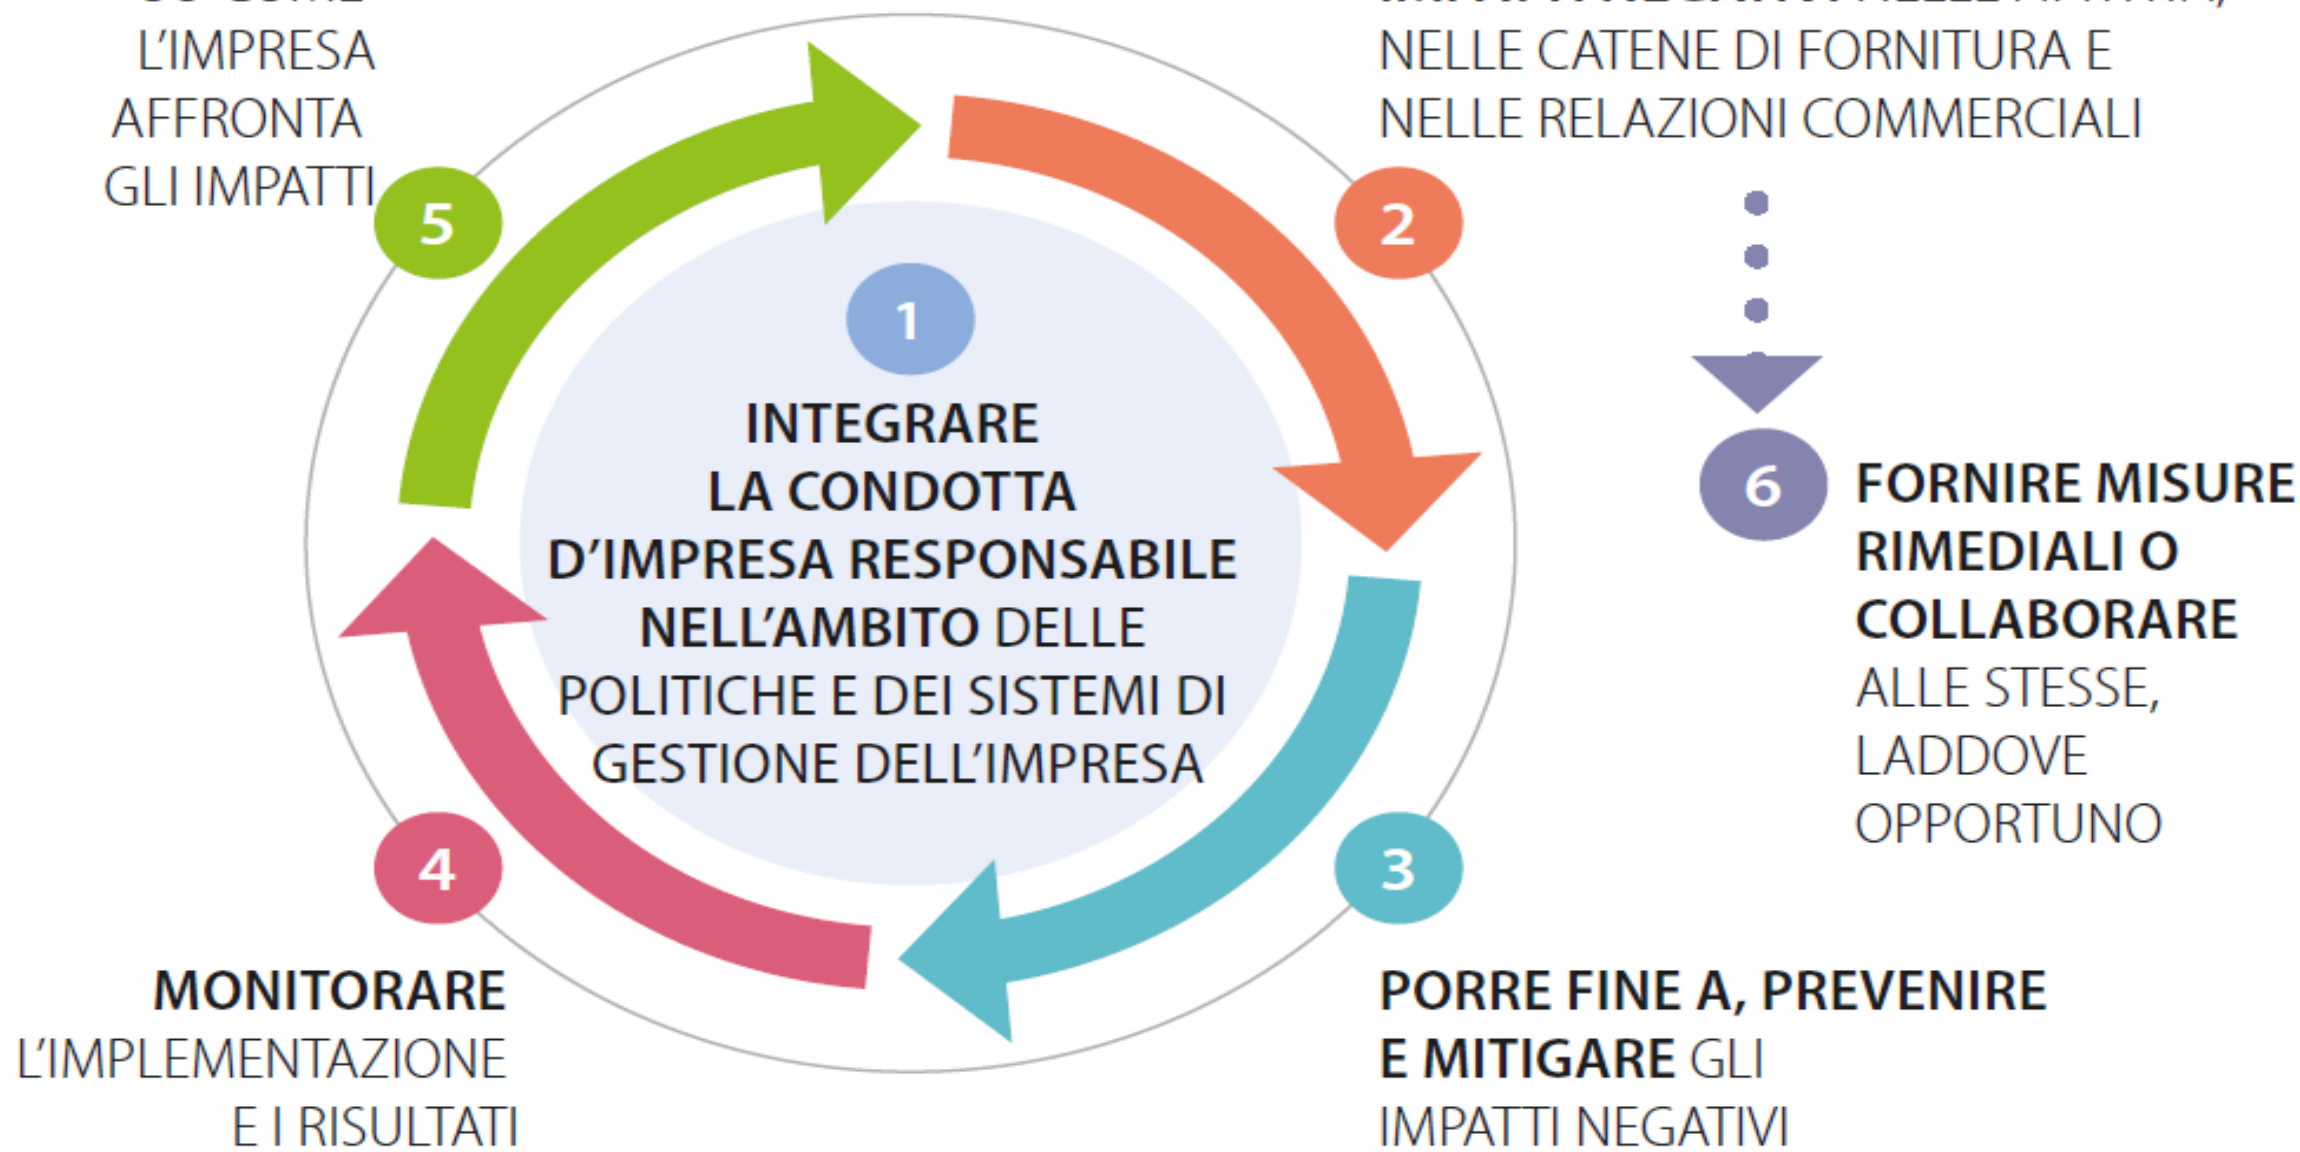 L'IMPRESA
AFFRONTA
GLI IMPATTI
5
NELLE CATENE DI FORNITURA E
NELLE RELAZIONI COMMERCIALI
2
1
INTEGRARE
LA CONDOTTA
D'IMPRESA RESPONSABILE
NELL'AMBITO DELLE
POLITICHE E DEI SISTEMI DI
GESTIONE DELL'IMPRESA
6
FORNIRE MISURE
RIMEDIALI O
COLLABORARE
ALLE STESSE,
LADDOVE
OPPORTUNO
4
MONITORARE
L'IMPLEMENTAZIONE
E I RISULTATI
3
PORRE FINE A, PREVENIRE
E MITIGARE GLI
IMPATTI NEGATIVI